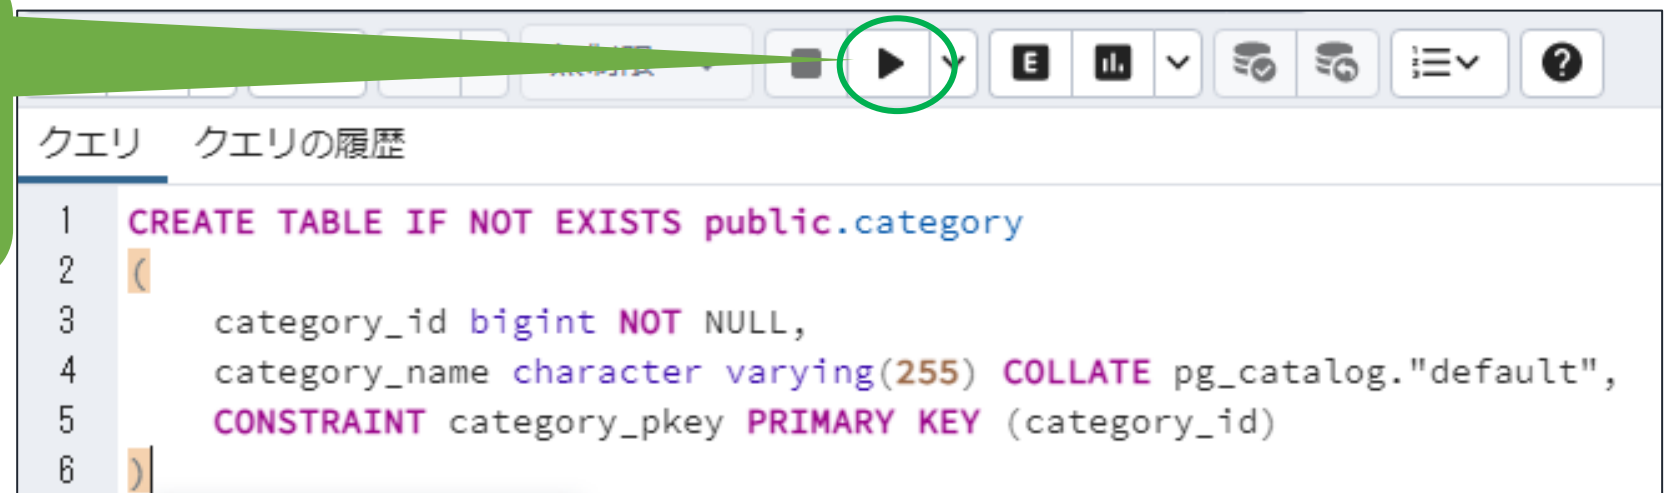 E
?
クエリ クエリの履歴
1 CREATE TABLE IF NOT EXISTS public.category
2 (
3 category_id bigint NOT NULL,
4 category_name character varying(255) COLLATE pg_catalog."default",
5 CONSTRAINT category_pkey PRIMARY KEY (category_id)
6 )